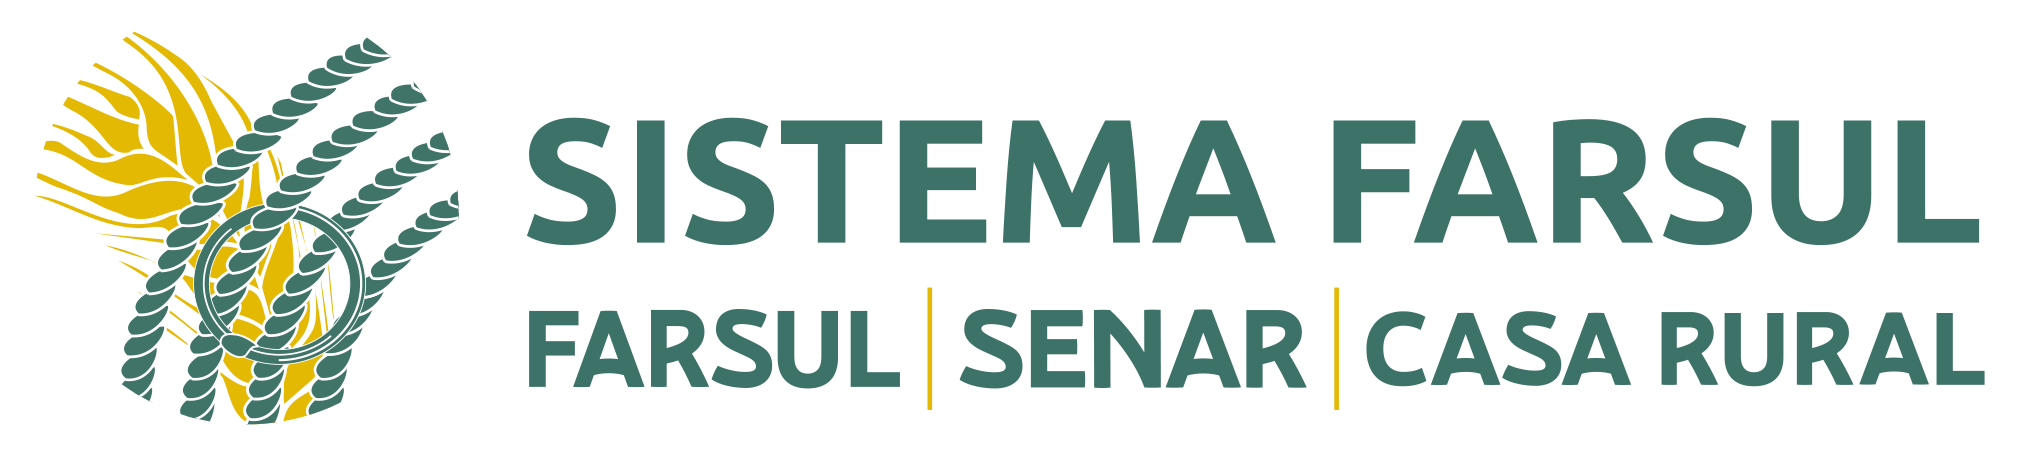 SISTEMA FARSUL
FARSUL | SENAR | CASA RURAL